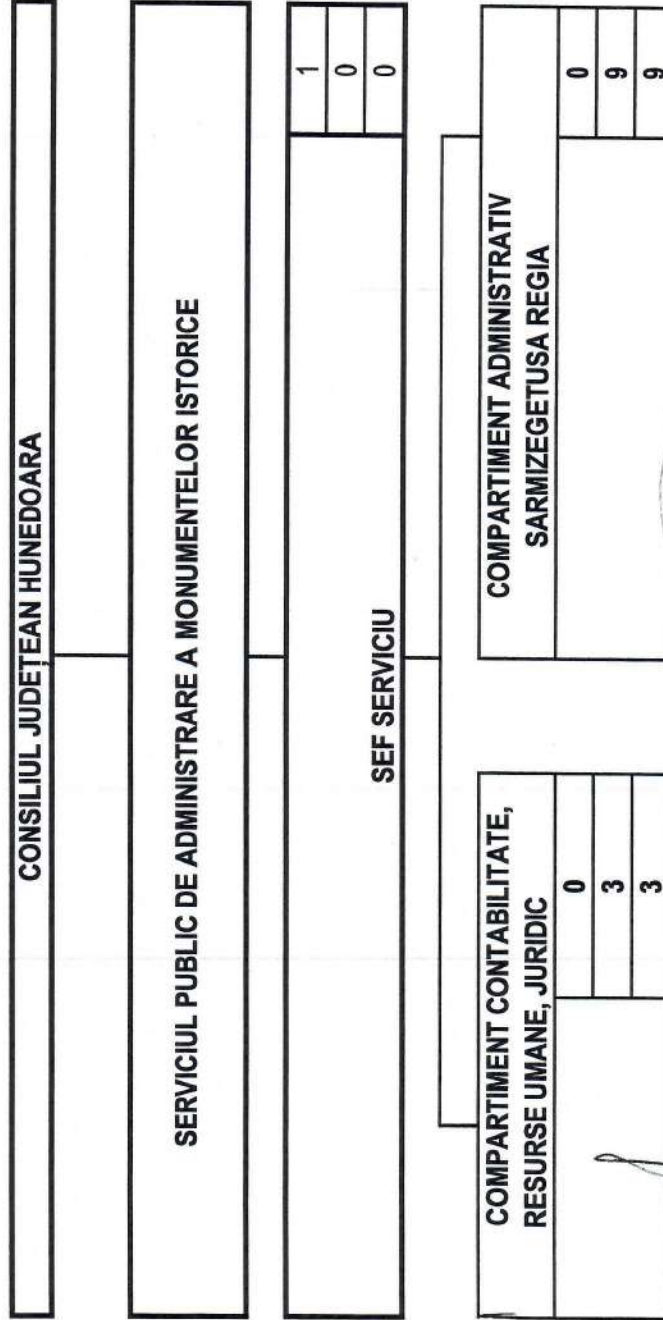 CONSILIUL JUDEȚEAN HUNEDOARA
SERVICIUL PUBLIC DE ADMINISTRARE A MONUMENTELOR ISTORICE
SEF SERVICIU
1
0
0
COMPARTIMENT CONTABILITATE,
RESURSE UMANE, JURIDIC
0
3
3
COMPARTIMENT ADMINISTRATIV
SARMIZEGETUSA REGIA
0
9
9